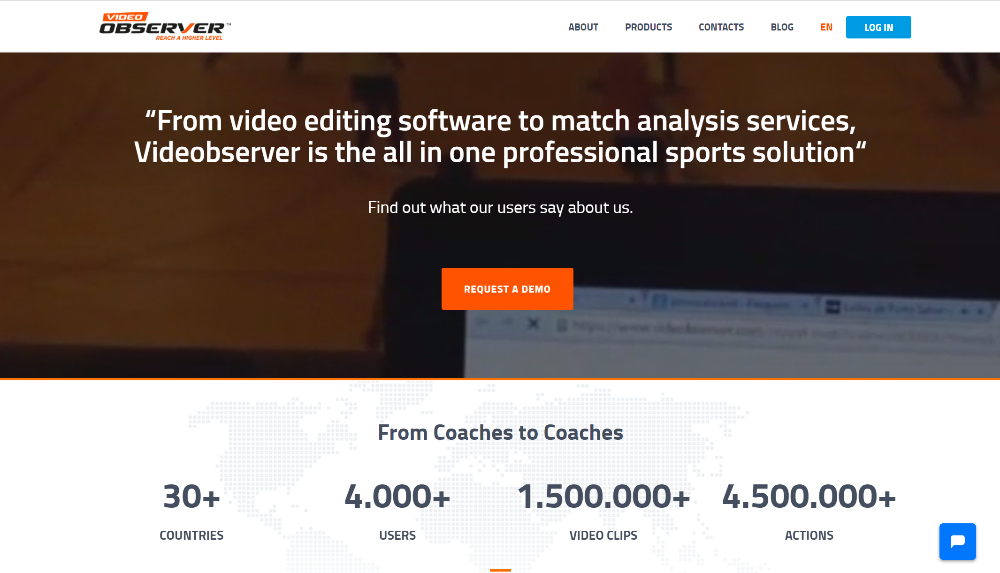 VIDEO
OBSERVER™
REACH A HIGHER LEVEL
ABOUT
PRODUCTS
CONTACTS
BLOG
EN
LOG IN
“From video editing software to match analysis services,
Videobserver is the all in one professional sports solution“
Find out what our users say about us.
REQUEST A DEMO
From Coaches to Coaches
30+
4.000+
1.500.000+
4.500.000+
COUNTRIES
USERS
VIDEO CLIPS
ACTIONS